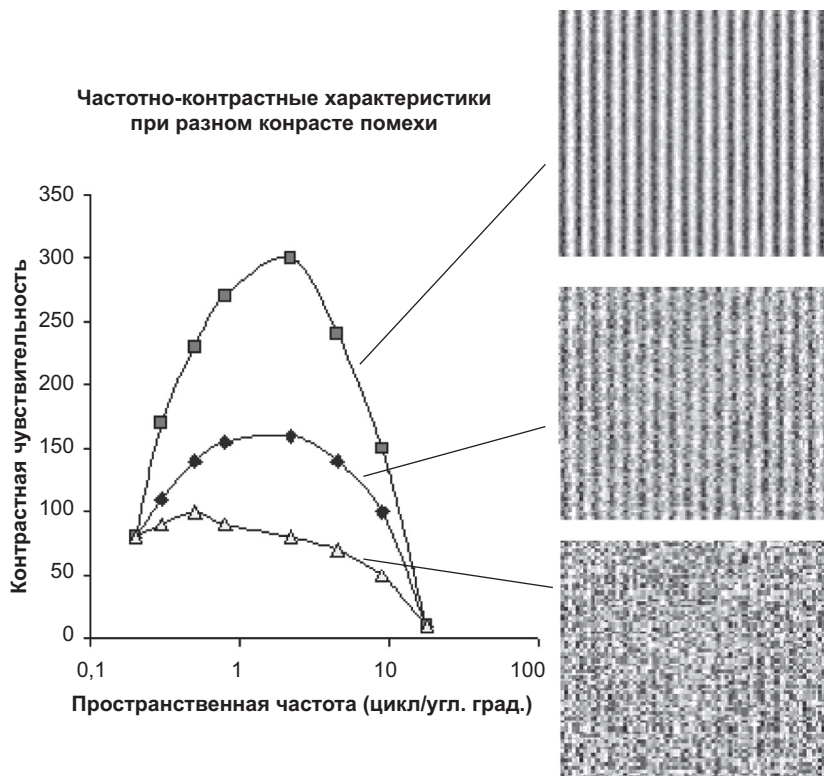 Частотно-контрастные характеристики
при разном конрасте помехи
350
300
250
200
150
100
50
0
0,1 1 10 100
Контрастная чувствительность
Пространственная частота (цикл/угл. град.)